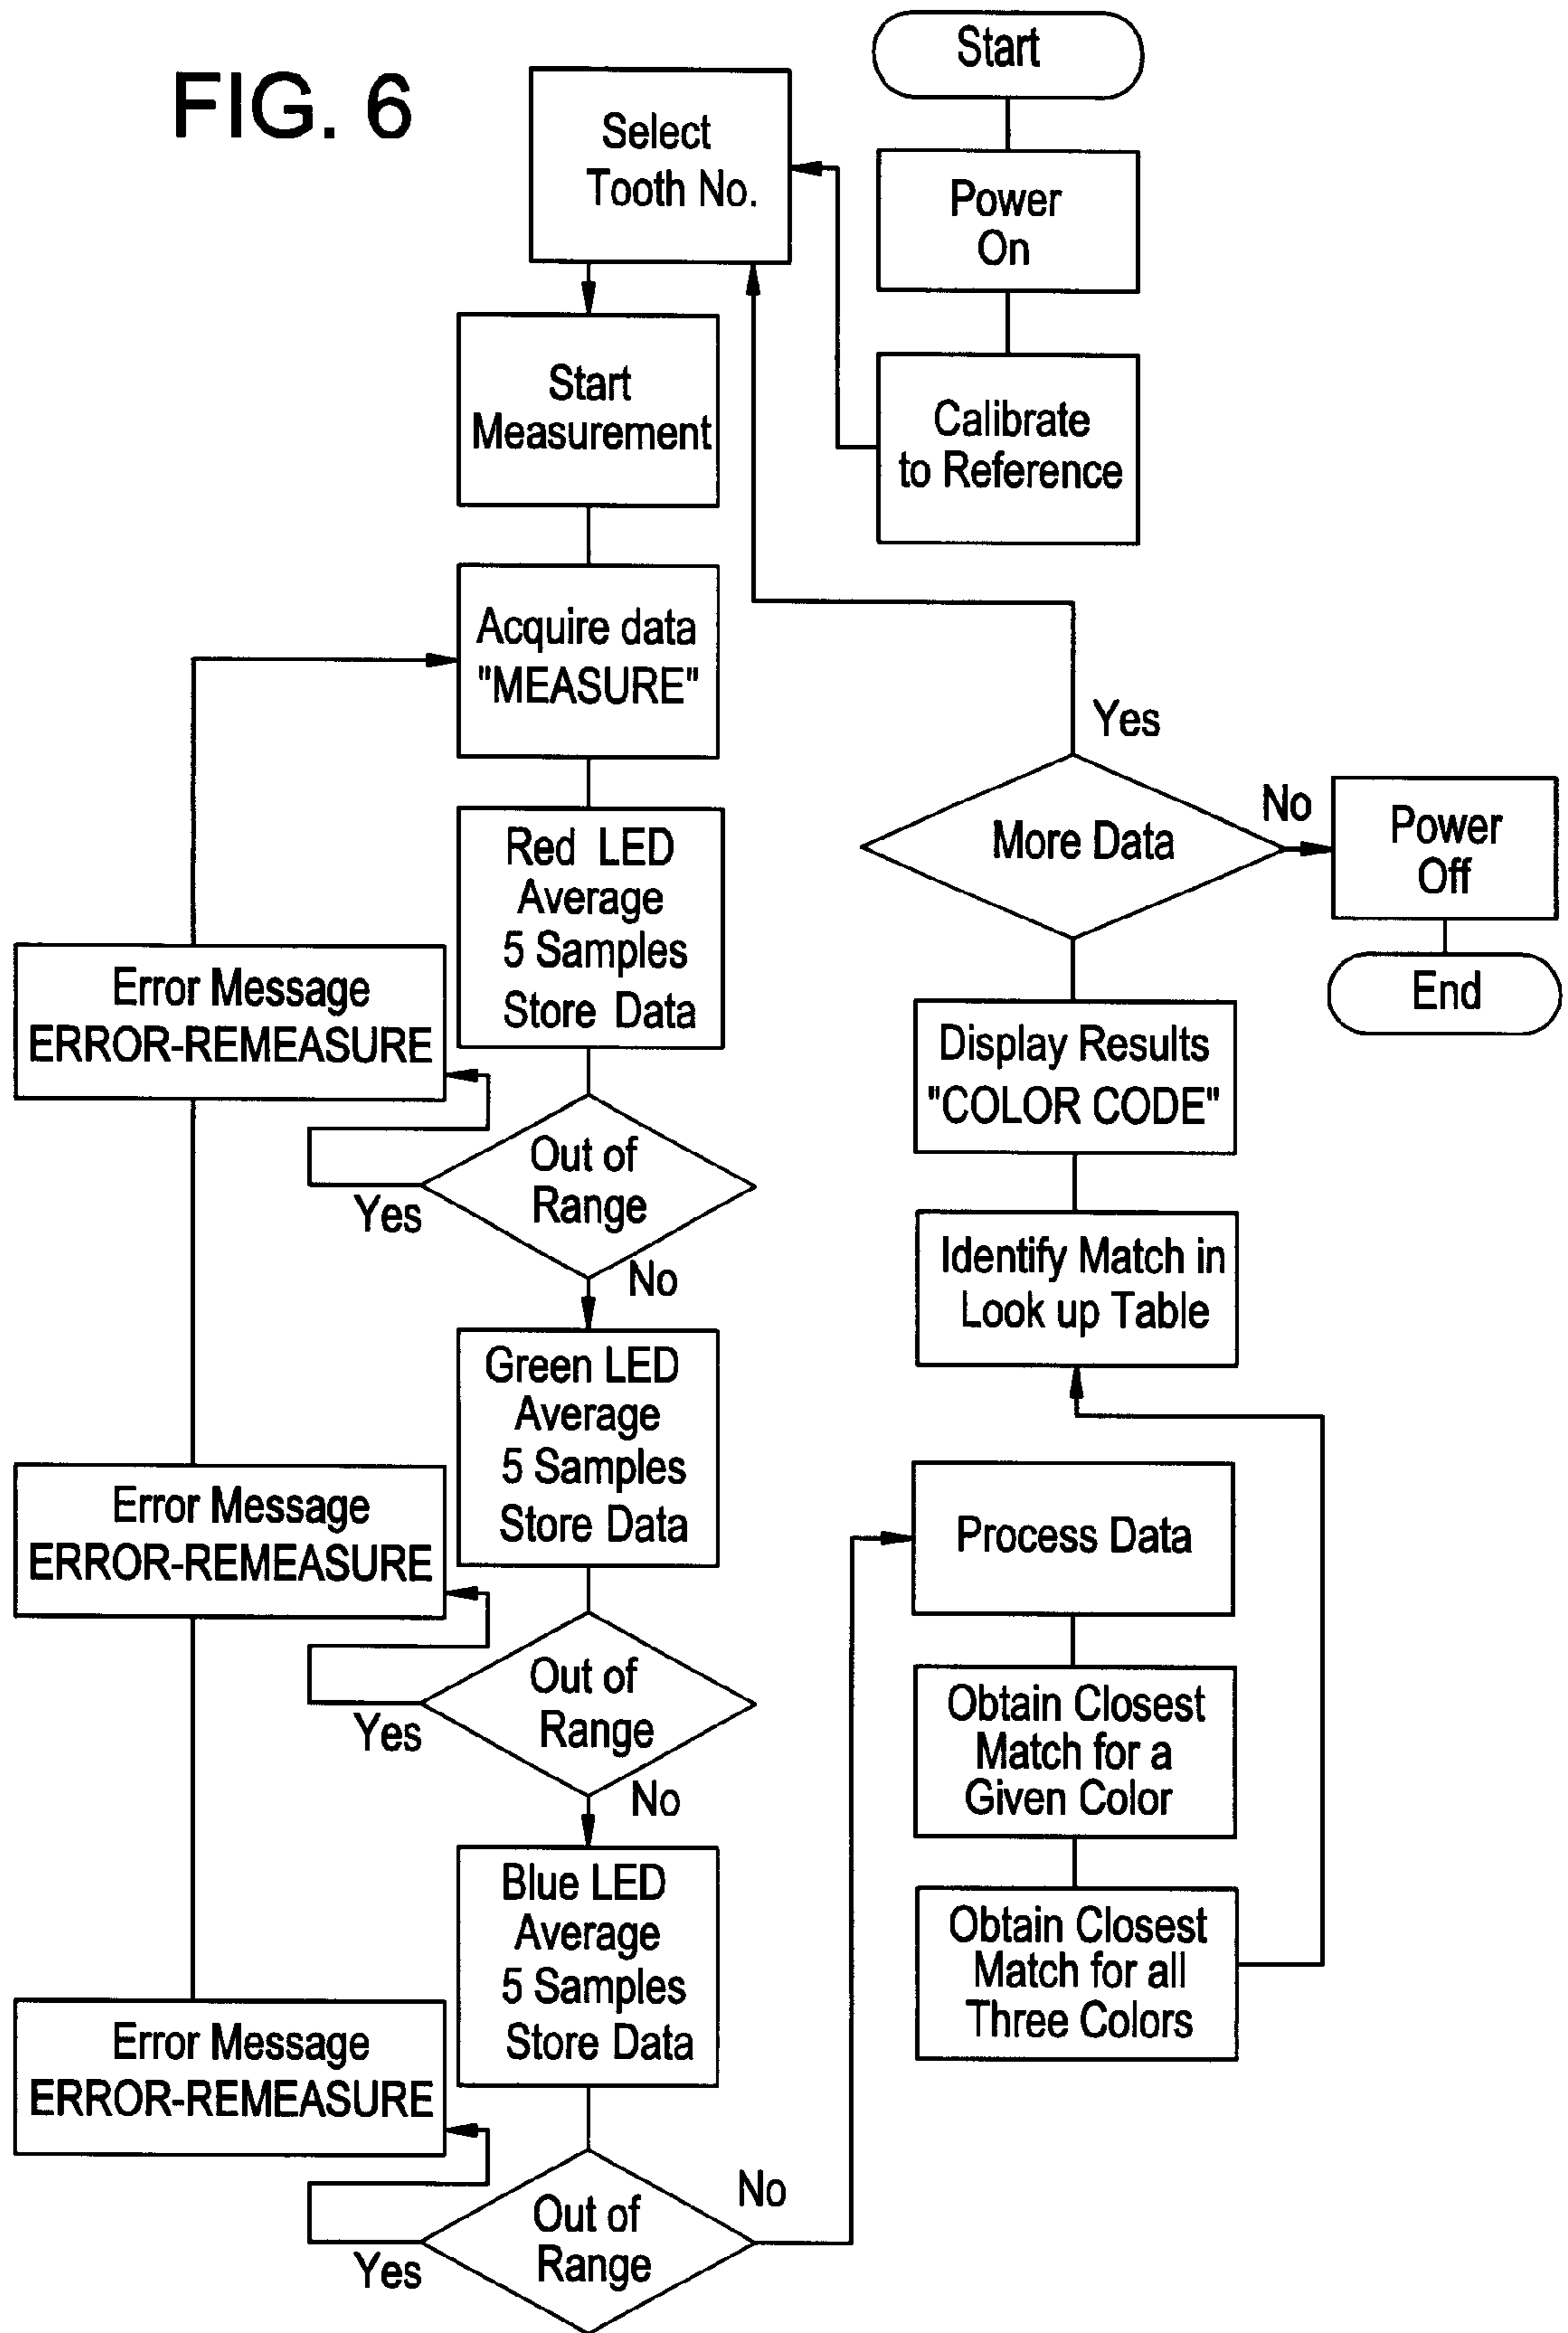 FIG. 6
Start
Power
On
Calibrate
to Reference
Select
Tooth No.
Start
Measurement
Acquire data
"MEASURE"
Red LED
Average
5 Samples
Store Data
Out of
Range
Yes
No
Error Message
ERROR-REMEASURE
Green LED
Average
5 Samples
Store Data
Out of
Range
Yes
No
Error Message
ERROR-REMEASURE
Blue LED
Average
5 Samples
Store Data
Out of
Range
Yes
No
Error Message
ERROR-REMEASURE
Process Data
Obtain Closest
Match for a
Given Color
Obtain Closest
Match for all
Three Colors
Identify Match in
Look up Table
Display Results
"COLOR CODE"
More Data
Yes
No
Power
Off
End